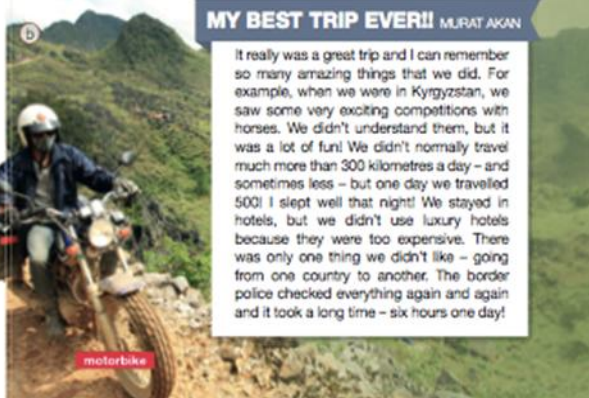 b
MY BEST TRIP EVER!! MURAT AKAN
It really was a great trip and I can remember
so many amazing things that we did. For
example, when we were in Kyrgyzstan, we
saw some very exciting competitions with
horses. We didn't understand them, but it
was a lot of fun! We didn't normally travel
much more than 300 kilometres a day – and
sometimes less – but one day we travelled
500! I slept well that night! We stayed in
hotels, but we didn't use luxury hotels
because they were too expensive. There
was only one thing we didn't like – going
from one country to another. The border
police checked everything again and again
and it took a long time – six hours one day!
motorbike